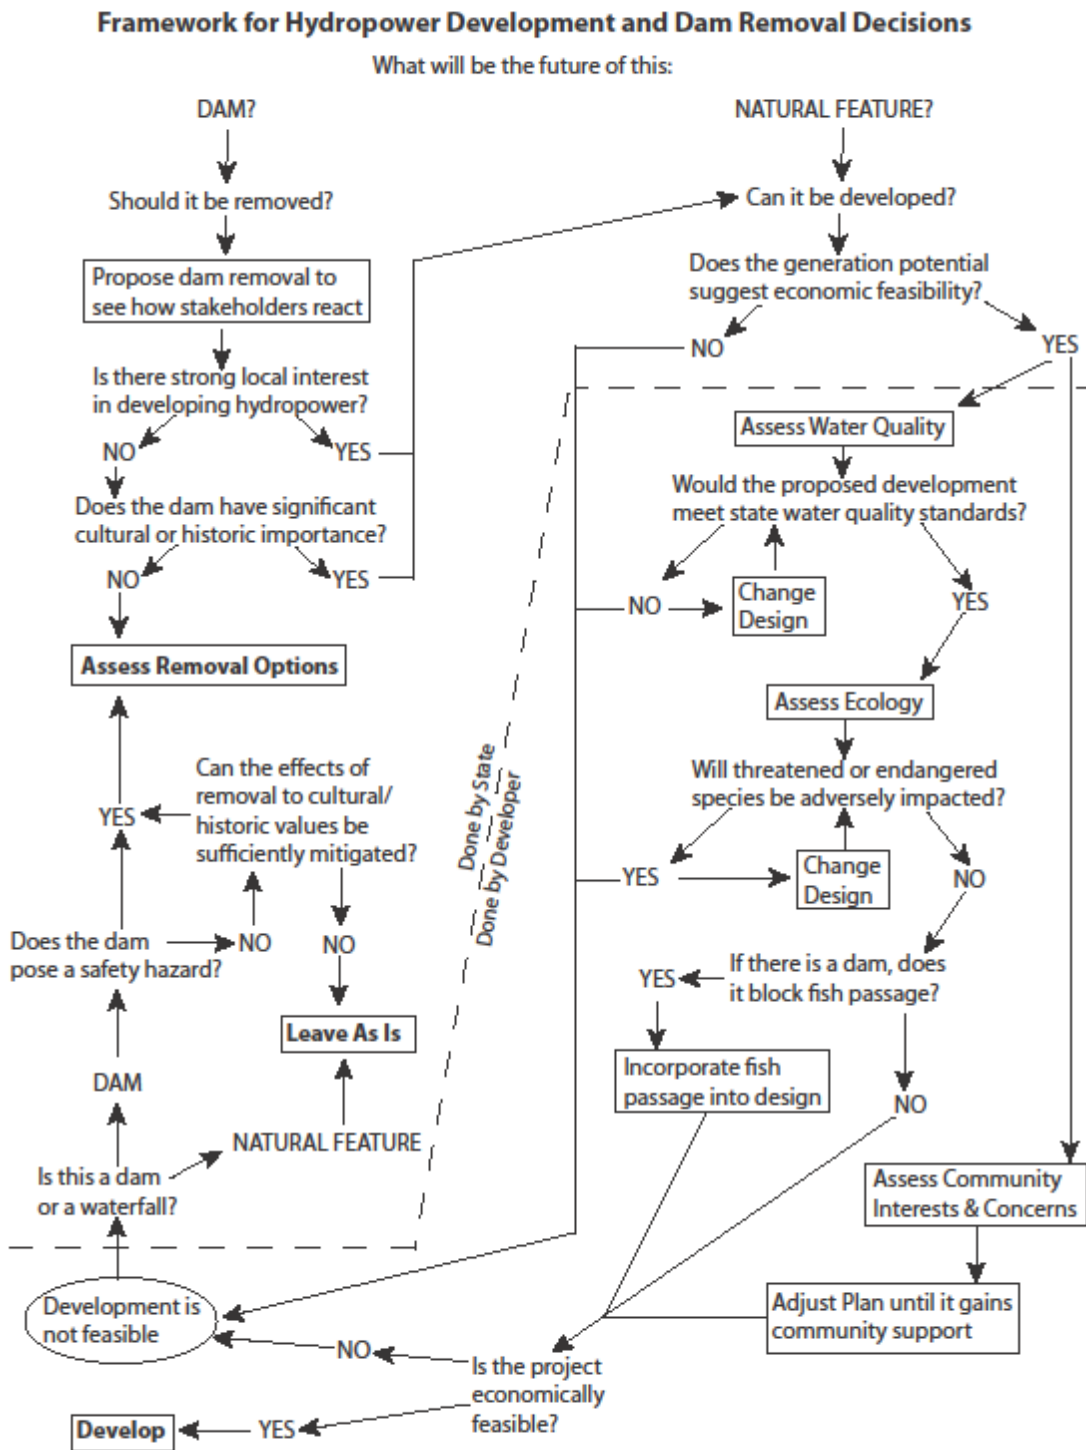 Framework for Hydropower Development and Dam Removal Decisions
What will be the future of this:
DAM?
Should it be removed?
Propose dam removal to
see how stakeholders react
Is there strong local interest
in developing hydropower?
NO
YES
Does the dam have significant
cultural or historic importance?
NO
YES
Assess Removal Options
YES
Can the effects of
removal to cultural/
historic values be
sufficiently mitigated?
Does the dam
pose a safety hazard?
NO
NO
Leave As Is
DAM
NATURAL FEATURE
Is this a dam
or a waterfall?
Development is
not feasible
Done by State
Done by Developer
NATURAL FEATURE?
Can it be developed?
Does the generation potential
suggest economic feasibility?
NO
YES
Assess Water Quality
Would the proposed development
meet state water quality standards?
NO
Change
Design
YES
Assess Ecology
Will threatened or endangered
species be adversely impacted?
YES
Change
Design
NO
If there is a dam, does
it block fish passage?
YES
Incorporate fish
passage into design
NO
Assess Community
Interests & Concerns
Adjust Plan until it gains
community support
Is the project
economically
feasible?
NO
YES
Develop